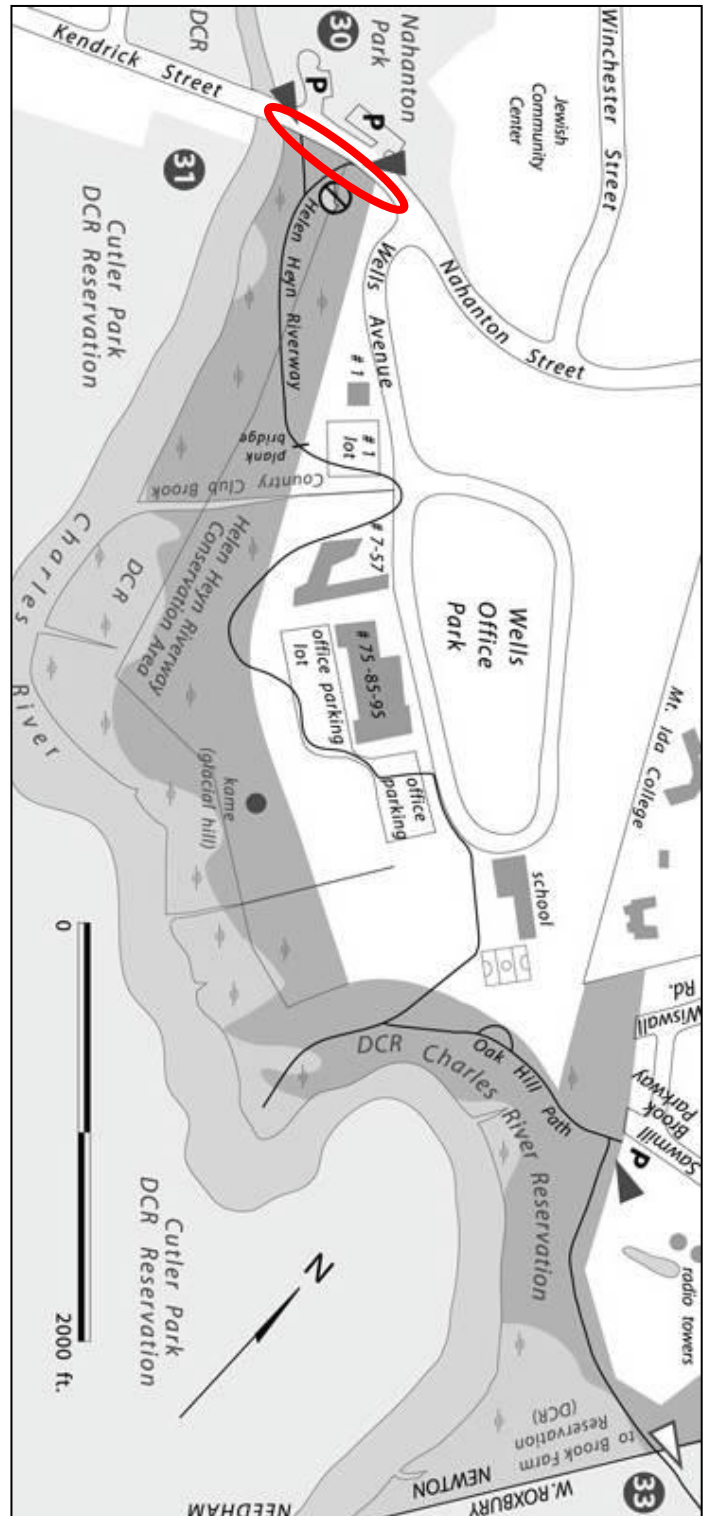 DCR
30
Nahanton
Park
Winchester Street
Kendrick Street
P
P
Jewish
Community
Center
31
Cutler Park
DCR Reservation
Helen Heyn Riverway
Wells Avenue
Nahanton Street
# 1
# 1
lot
plank
bridge
Country Club Brook
Charles River
DCR
Helen Heyn Riverway
Conservation Area
# 7-57
Wells
Office
Park
office parking
lot
# 75 -85-95
office
parking
Mt. Ida College
kame
(glacial hill)
school
Wiswall
Rd.
Sawmill
Brook
Parkway
P
Oak Hill Path
DCR Charles River Reservation
0
2000 ft.
Cutler Park
DCR Reservation
N
radio towers
to Brook Farm
Reservation
(DCR)
NEWTON
W. ROXBURY
33
NEEDHAM